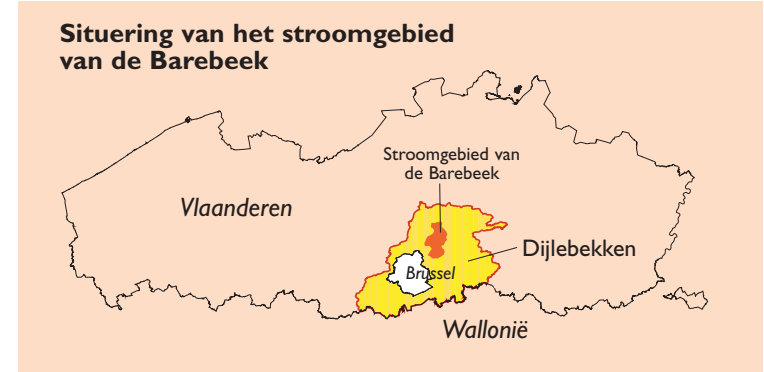 Situering van het stroomgebied
van de Barebeek
Stroomgebied van
de Barebeek
Vlaanderen
Dijlebekken
Brussel
Wallonië